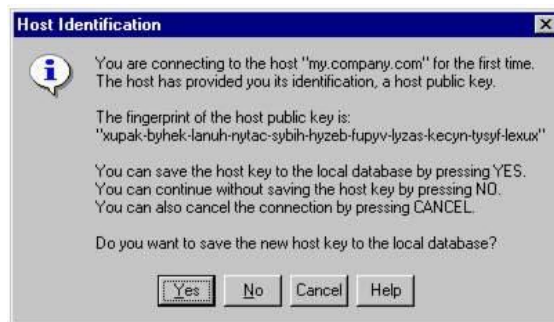 Host Identification
You are connecting to the host "my.company.com" for the first time.
The host has provided you its identification, a host public key.
The fingerprint of the host public key is:
"xupak-byhek-lanuh-nytac-sybih-hyzeb-fupyv-lyzas-kecyn-tysyf-lexux"
You can save the host key to the local database by pressing YES.
You can continue without saving the host key by pressing NO.
You can also cancel the connection by pressing CANCEL.
Do you want to save the new host key to the local database?
Yes No Cancel Help